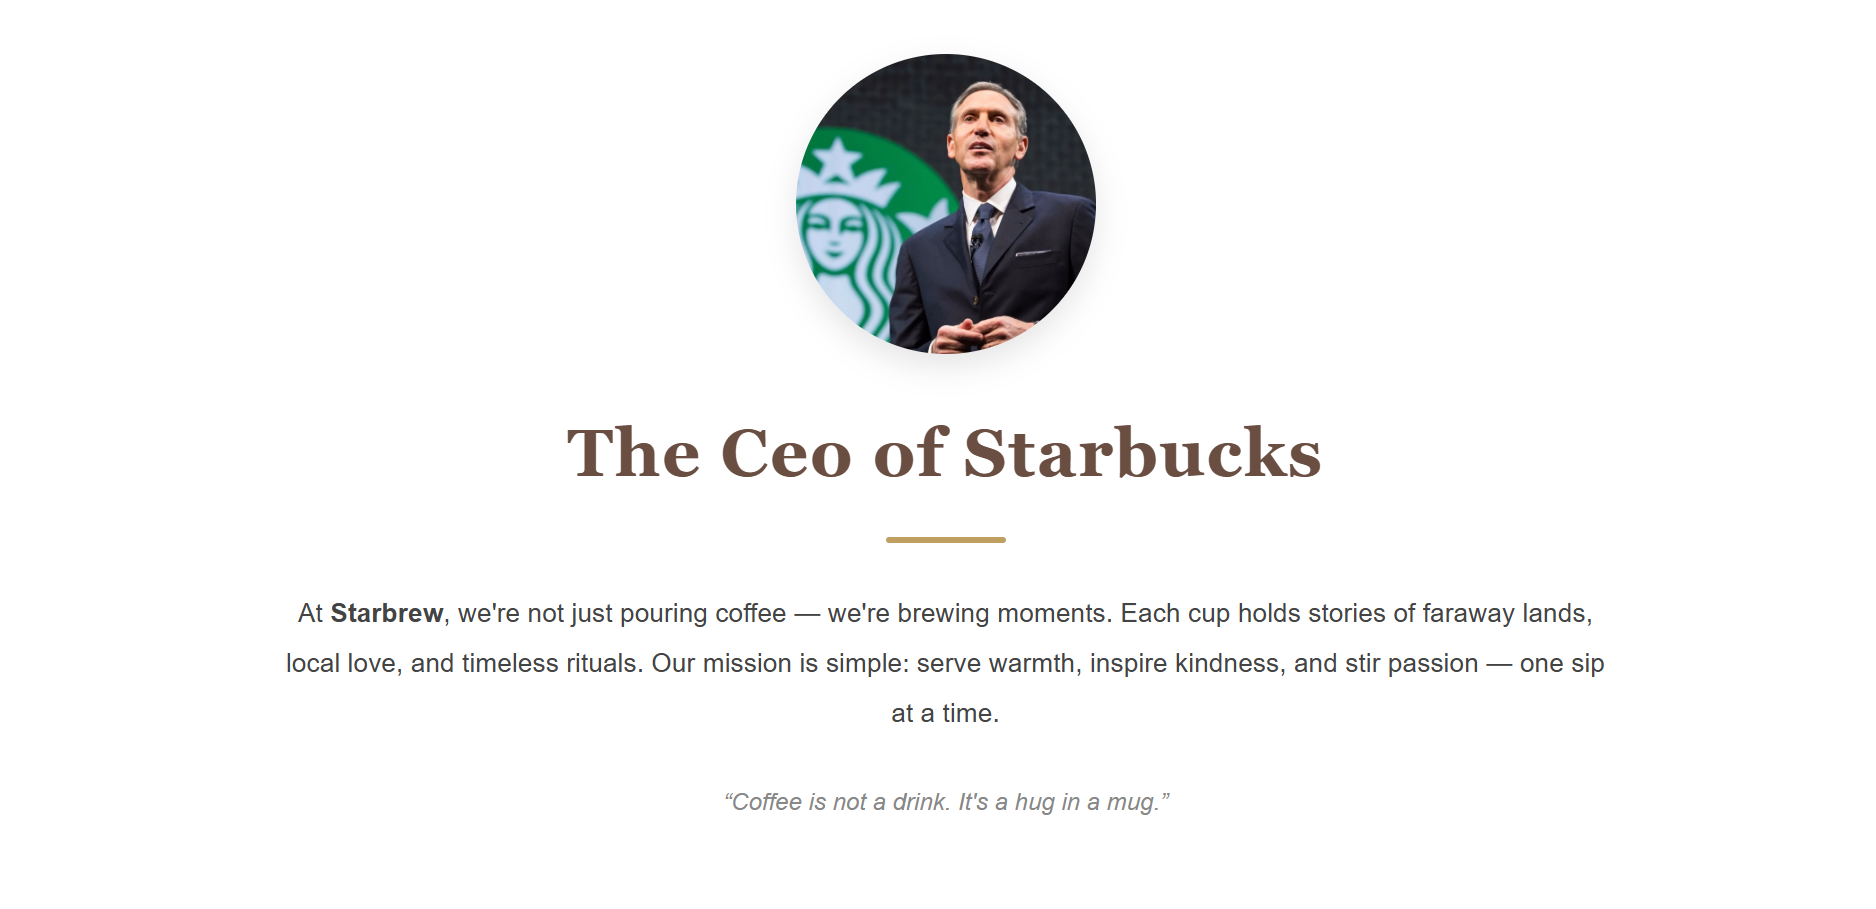 The Ceo of Starbucks
At Starbrew, we're not just pouring coffee — we're brewing moments. Each cup holds stories of faraway lands,
local love, and timeless rituals. Our mission is simple: serve warmth, inspire kindness, and stir passion — one sip
at a time.
“Coffee is not a drink. It's a hug in a mug.”